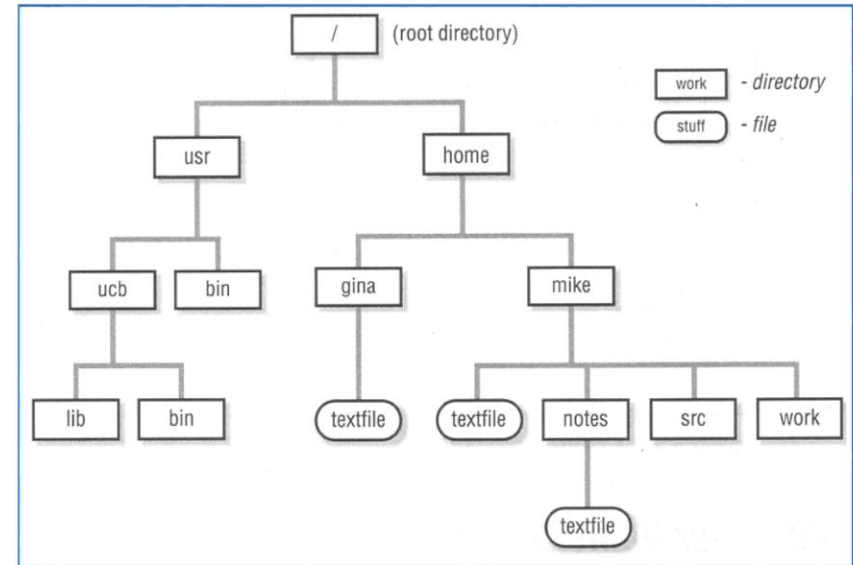 / (root directory)
work - directory
stuff - file
usr home
ucb bin gina mike
lib bin textfile textfile notes src work
textfile